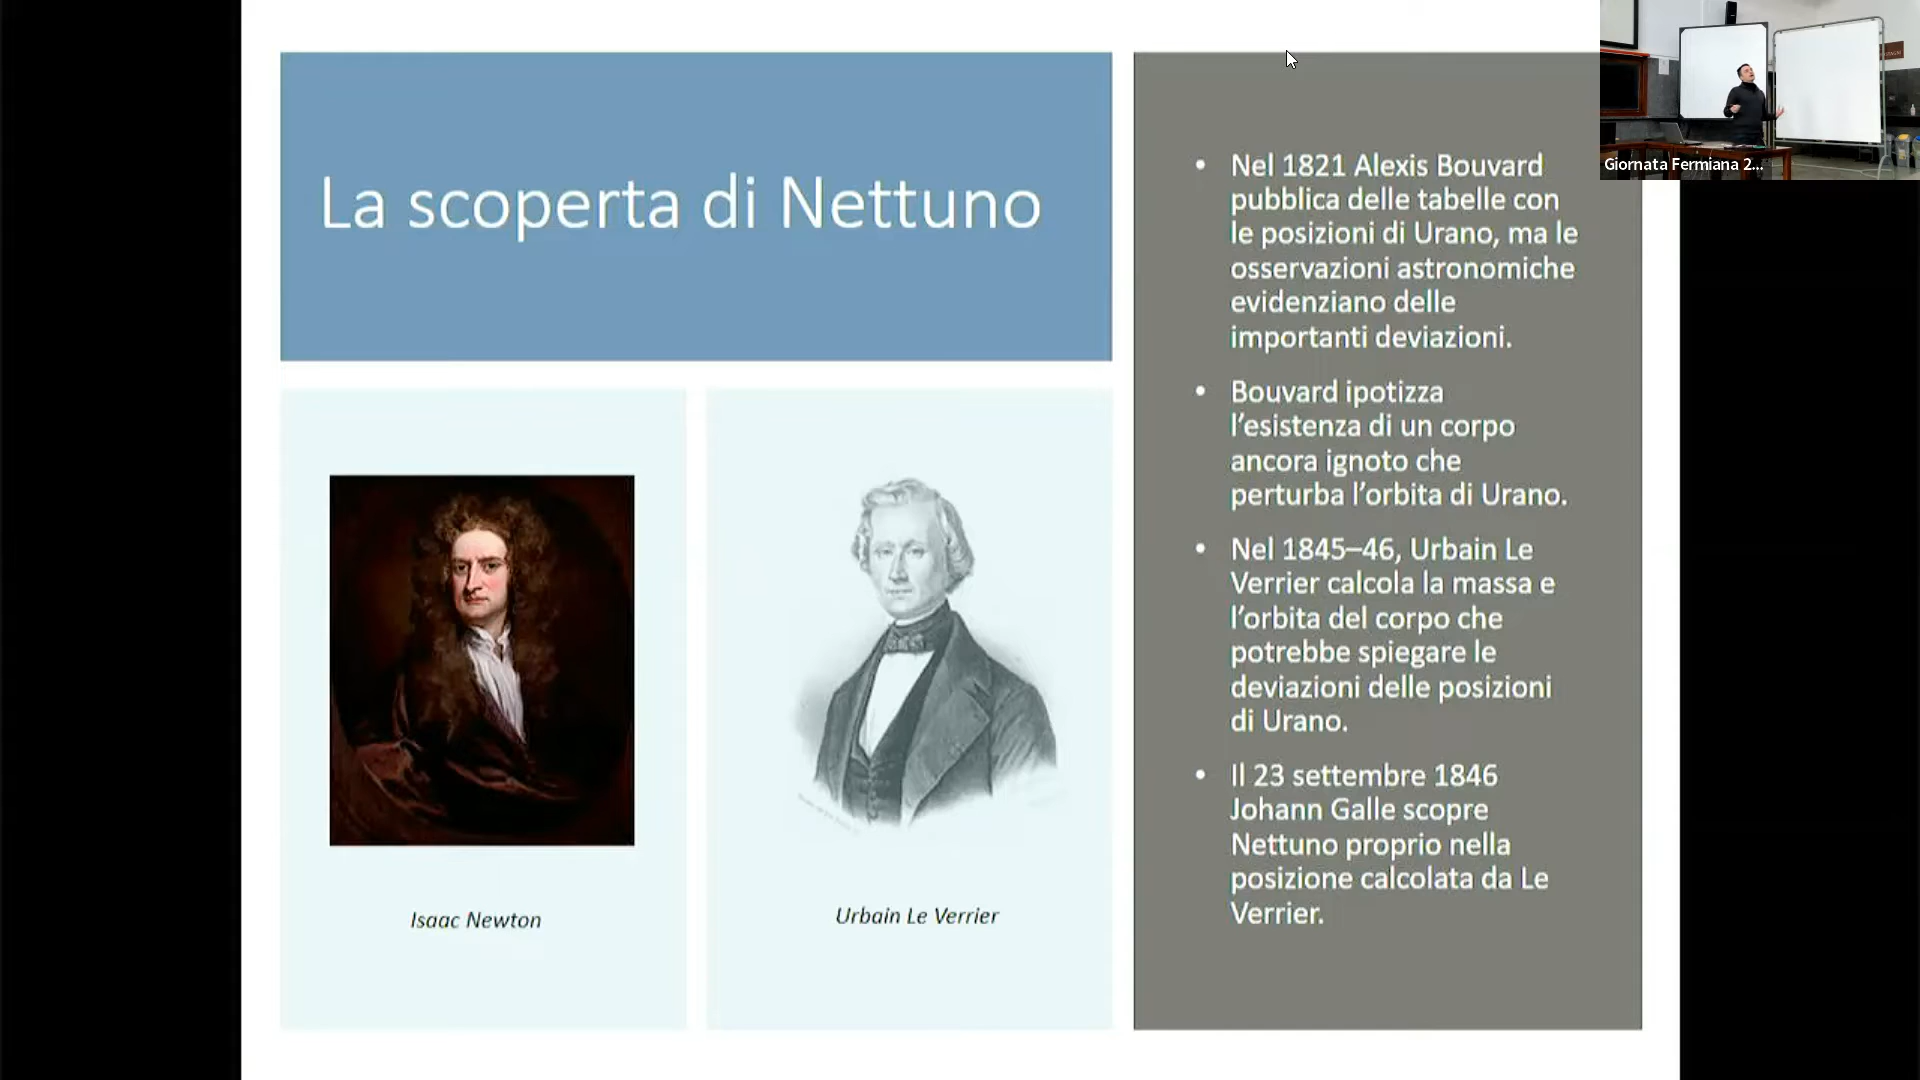 La scoperta di Nettuno
Isaac Newton
Urbain Le Verrier
• Nel 1821 Alexis Bouvard
pubblica delle tabelle con
le posizioni di Urano, ma le
osservazioni astronomiche
evidenziano delle
importanti deviazioni.
• Bouvard ipotizza
l’esistenza di un corpo
ancora ignoto che
perturba l’orbita di Urano.
• Nel 1845–46, Urbain Le
Verrier calcola la massa e
l’orbita del corpo che
potrebbe spiegare le
deviazioni delle posizioni
di Urano.
• Il 23 settembre 1846
Johann Galle scopre
Nettuno proprio nella
posizione calcolata da Le
Verrier.
Giornata Fermiana 2...